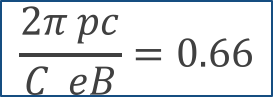 2π pc / C eB = 0.66